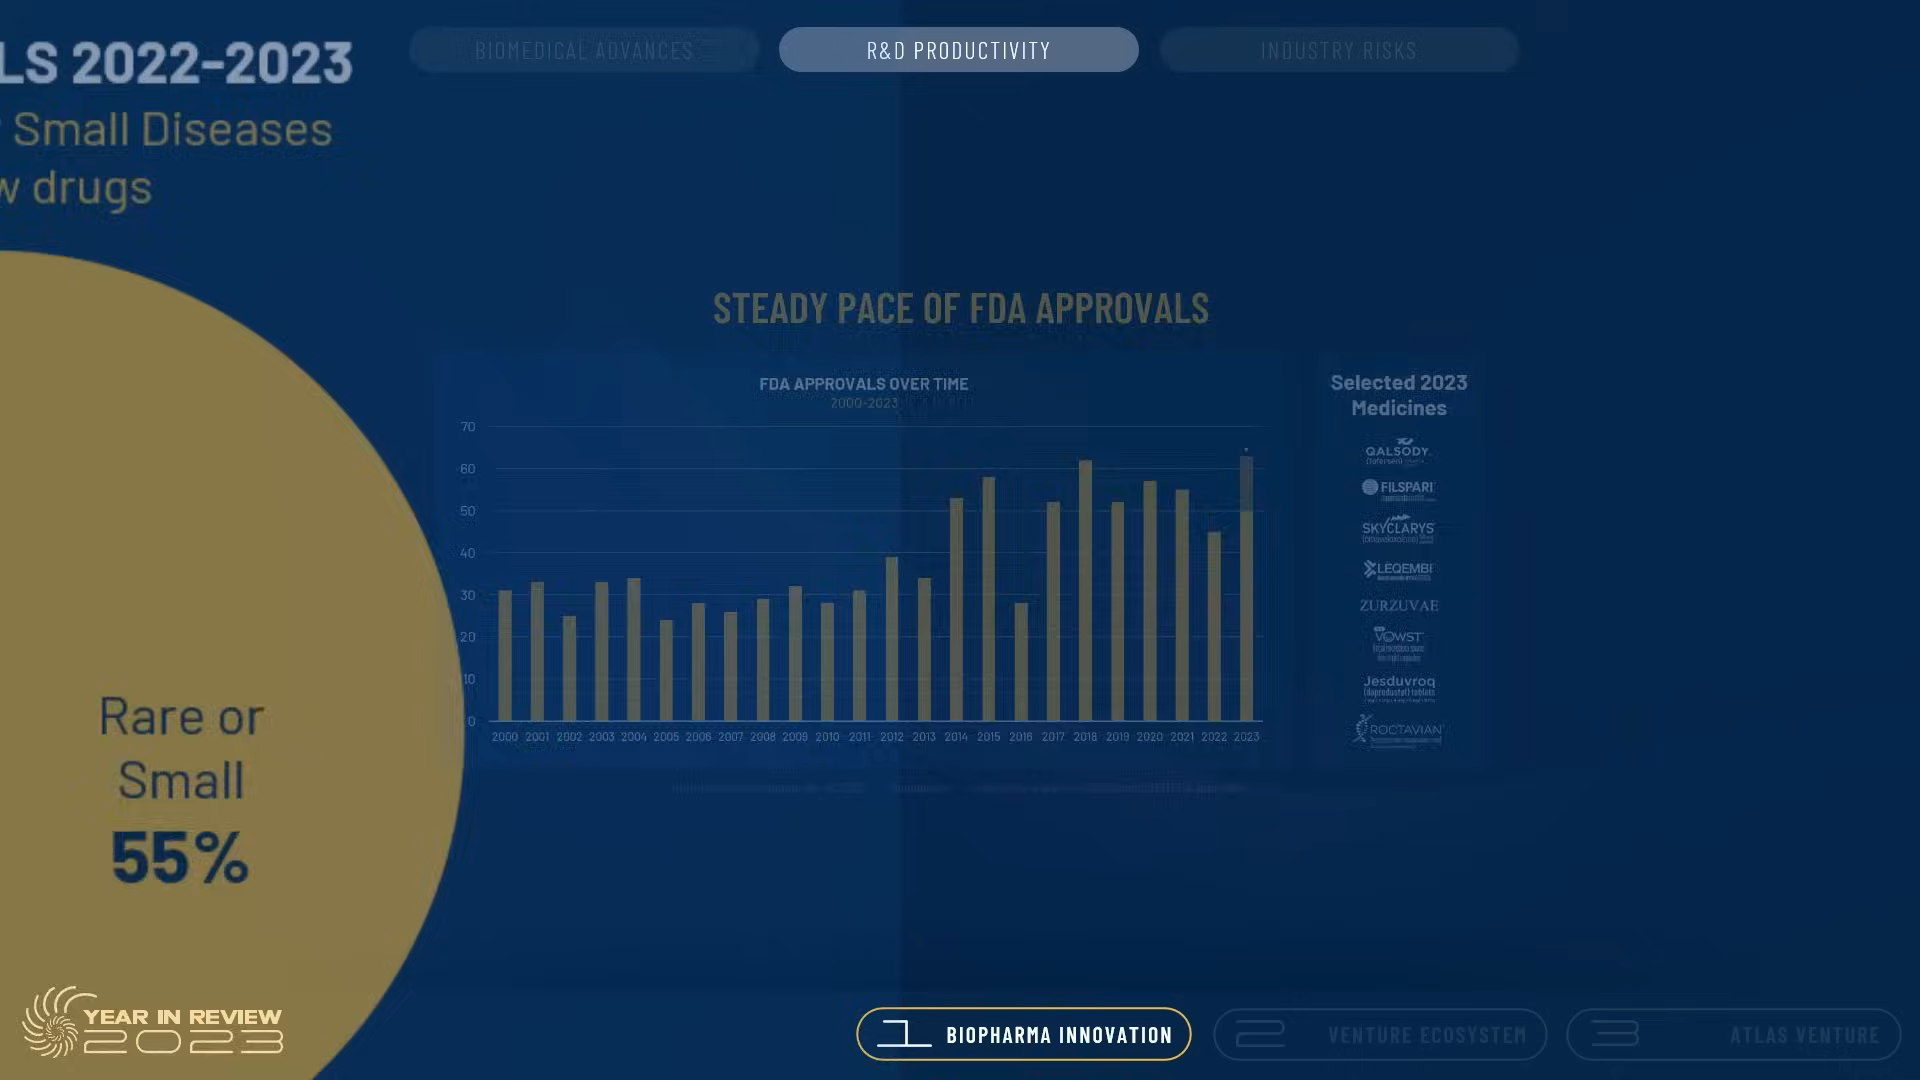 BIOMEDICAL ADVANCES
R&D PRODUCTIVITY
INDUSTRY RISKS
LS 2022-2023
Small Diseases
w drugs
Rare or
Small
55%
STEADY PACE OF FDA APPROVALS
FDA APPROVALS OVER TIME
2000-2023
70
60
50
40
30
20
10
0
2000 2001 2002 2003 2004 2005 2006 2007 2008 2009 2010 2011 2012 2013 2014 2015 2016 2017 2018 2019 2020 2021 2022 2023
Selected 2023
Medicines
QALSODY
(tofersen)
FILSPARI
SKYCLARYS
(omaveloxolone)
LEQEMBI
ZURZUVAE
VOWST
Jesduvroq
(daprodustat) tablets
ROCTAVIAN
YEAR IN REVIEW
2023
1 BIOPHARMA INNOVATION
2 VENTURE ECOSYSTEM
3 ATLAS VENTURE